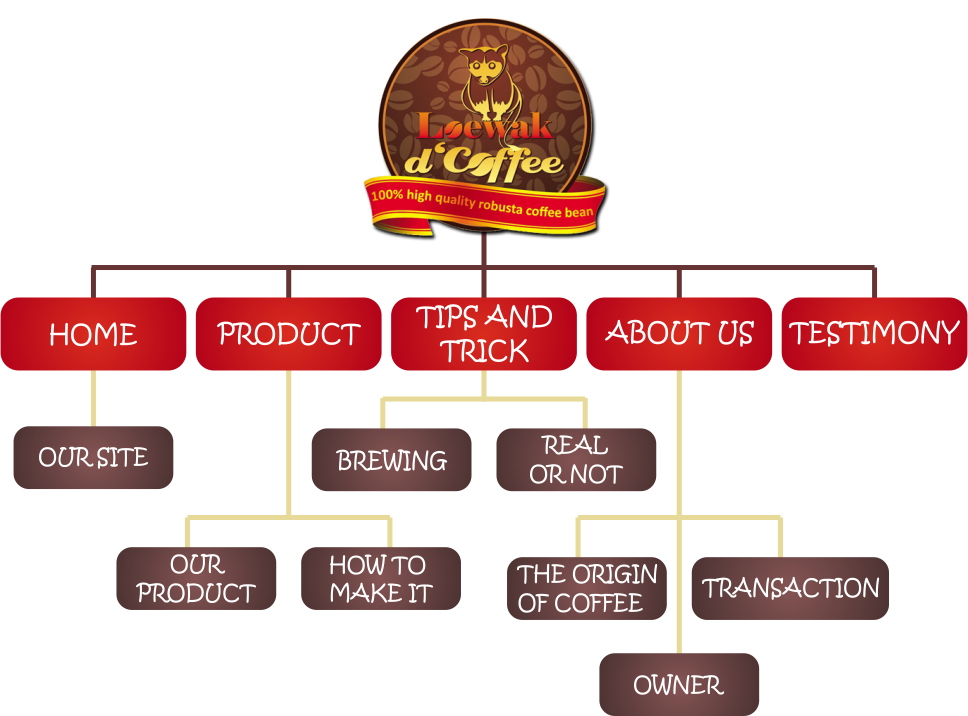 Loewak
d'Coffee
100% high quality robusta coffee bean
HOME
PRODUCT
TIPS AND
TRICK
ABOUT US
TESTIMONY
OUR SITE
BREWING
REAL
OR NOT
OUR
PRODUCT
HOW TO
MAKE IT
THE ORIGIN
OF COFFEE
TRANSACTION
OWNER